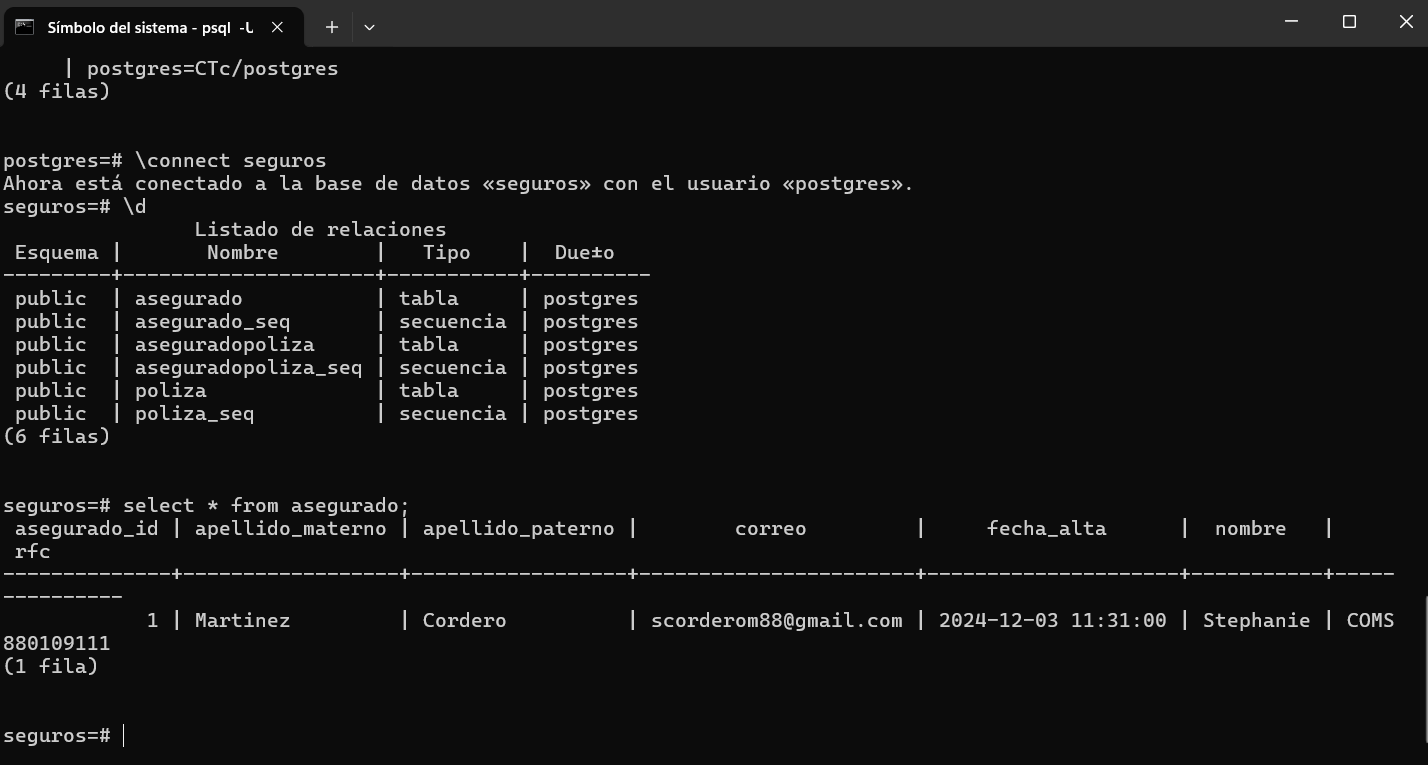 Símbolo del sistema - psql  -U
     | postgres=CTc/postgres
(4 filas)
postgres=# \connect seguros
Ahora está conectado a la base de datos «seguros» con el usuario «postgres».
seguros=# \d
                Listado de relaciones
 Esquema |       Nombre        |   Tipo    |  Due±o
---------+---------------------+-----------+----------
 public  | asegurado           | tabla     | postgres
 public  | asegurado_seq       | secuencia | postgres
 public  | aseguradopoliza     | tabla     | postgres
 public  | aseguradopoliza_seq | secuencia | postgres
 public  | poliza              | tabla     | postgres
 public  | poliza_seq          | secuencia | postgres
(6 filas)
seguros=# select * from asegurado;
 asegurado_id | apellido_materno | apellido_paterno |        correo         |     fecha_alta      |  nombre   |
 rfc
--------------+------------------+------------------+-----------------------+---------------------+-----------+-----
----------
            1 | Martinez         | Cordero          | scorderom88@gmail.com | 2024-12-03 11:31:00 | Stephanie | COMS
880109111
(1 fila)
seguros=#